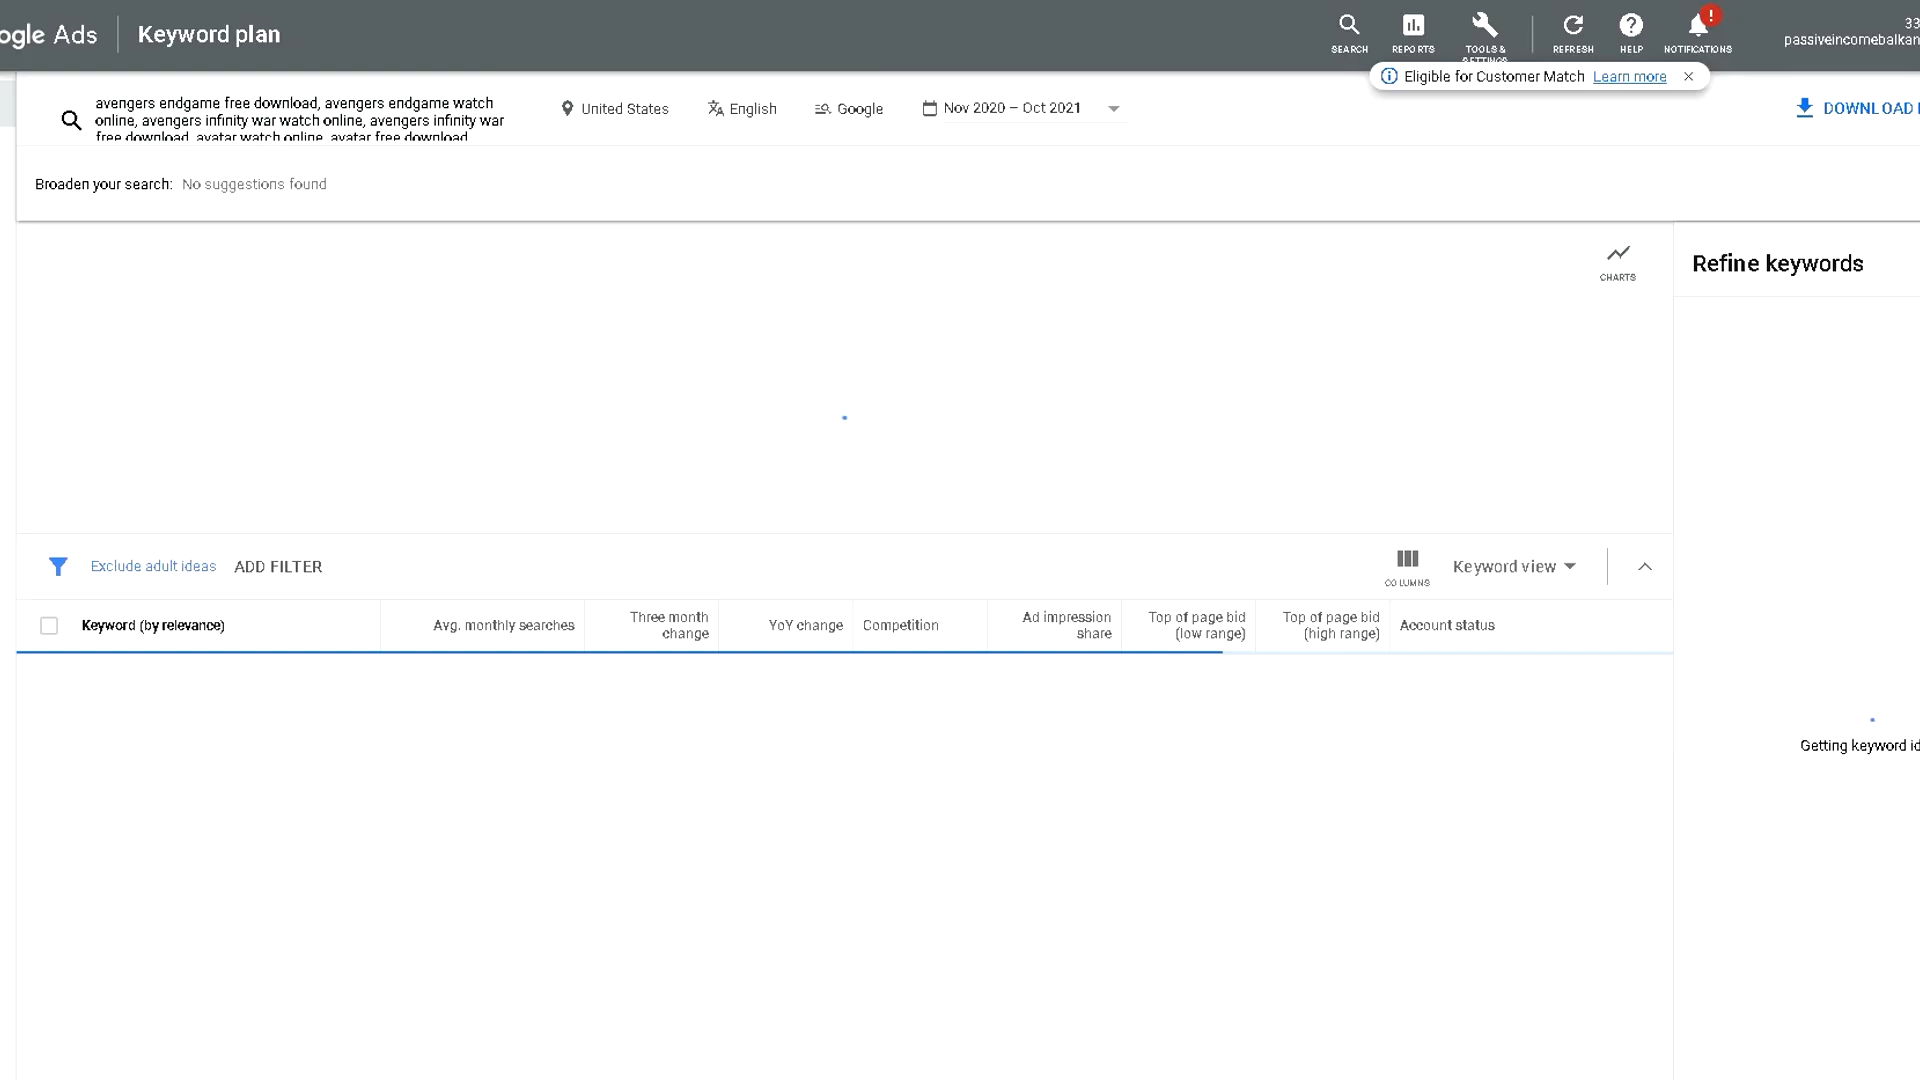 ogle Ads
Keyword plan
SEARCH
REPORTS
TOOLS &
SETTINGS
REFRESH
HELP
!
NOTIFICATIONS
33
passiveincomebalkan
Eligible for Customer Match Learn more
avengers endgame free download, avengers endgame watch
online, avengers infinity war watch online, avengers infinity war
free download, avatar watch online, avatar free download
United States
English
Google
Nov 2020 – Oct 2021
DOWNLOAD
Broaden your search: No suggestions found
CHARTS
Refine keywords
Exclude adult ideas
ADD FILTER
COLUMNS
Keyword view
Keyword (by relevance)
Avg. monthly searches
Three month
change
YoY change
Competition
Ad impression
share
Top of page bid
(low range)
Top of page bid
(high range)
Account status
Getting keyword id